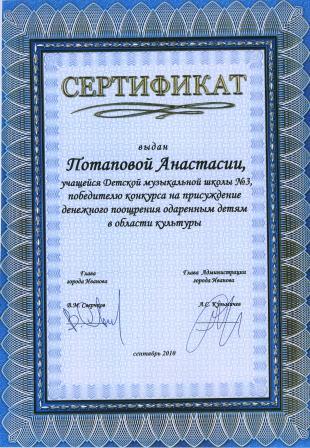 СЕРТИФИКАТ
выдан
Потаповой Анастасии,
учащейся Детской музыкальной школы №3,
победителю конкурса на присуждение
денежного поощрения одаренным детям
в области культуры
Глава
города Иванова
Глава Администрации
города Иванова
В.М. Сверчков
А.С. Кузьмичев
сентябрь 2010